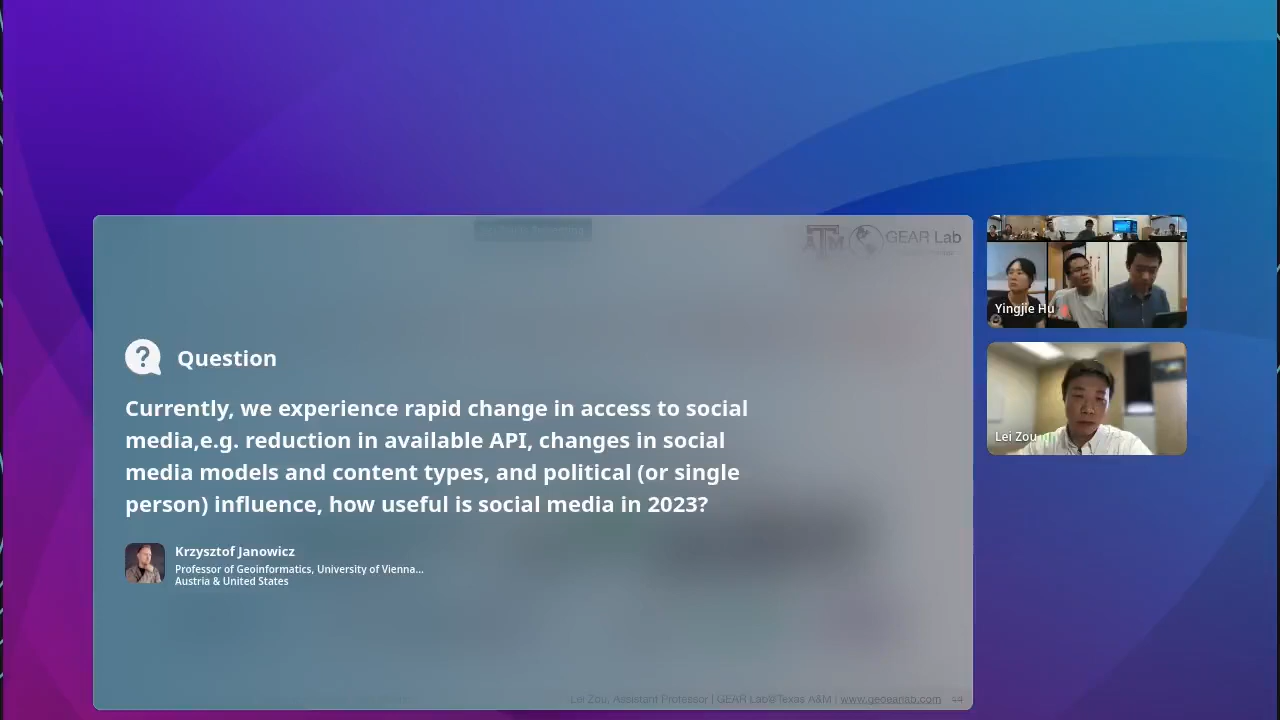 GEAR Lab
Question
Currently, we experience rapid change in access to social
media,e.g. reduction in available API, changes in social
media models and content types, and political (or single
person) influence, how useful is social media in 2023?
Krzysztof Janowicz
Professor of Geoinformatics, University of Vienna...
Austria & United States
Lei Zou, Assistant Professor | GEAR Lab@Texas A&M | www.geoearlab.com
Yingjie Hu
Lei Zou